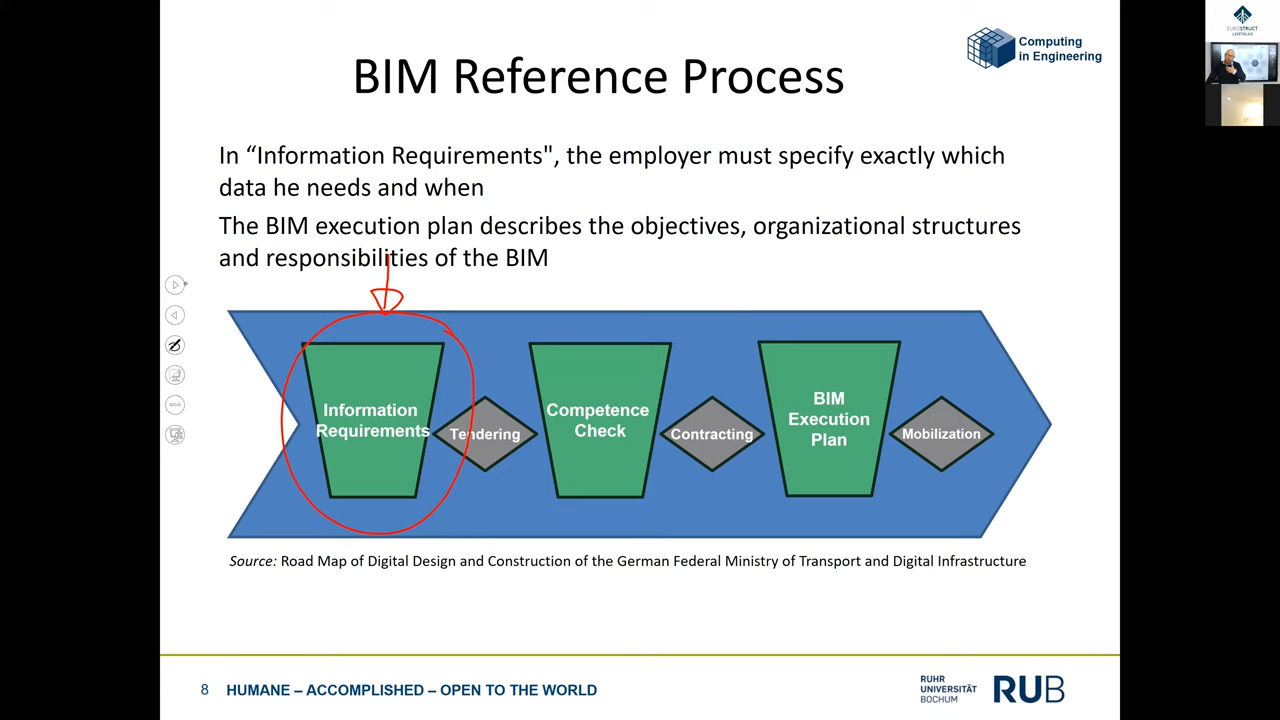 BIM Reference Process
Computing
in Engineering
EUROSTRUCT
LIVETALKS
In “Information Requirements", the employer must specify exactly which
data he needs and when
The BIM execution plan describes the objectives, organizational structures
and responsibilities of the BIM
Information
Requirements
Tendering
Competence
Check
Contracting
BIM
Execution
Plan
Mobilization
Source: Road Map of Digital Design and Construction of the German Federal Ministry of Transport and Digital Infrastructure
8 HUMANE – ACCOMPLISHED – OPEN TO THE WORLD
RUHR
UNIVERSITÄT
BOCHUM
RUB